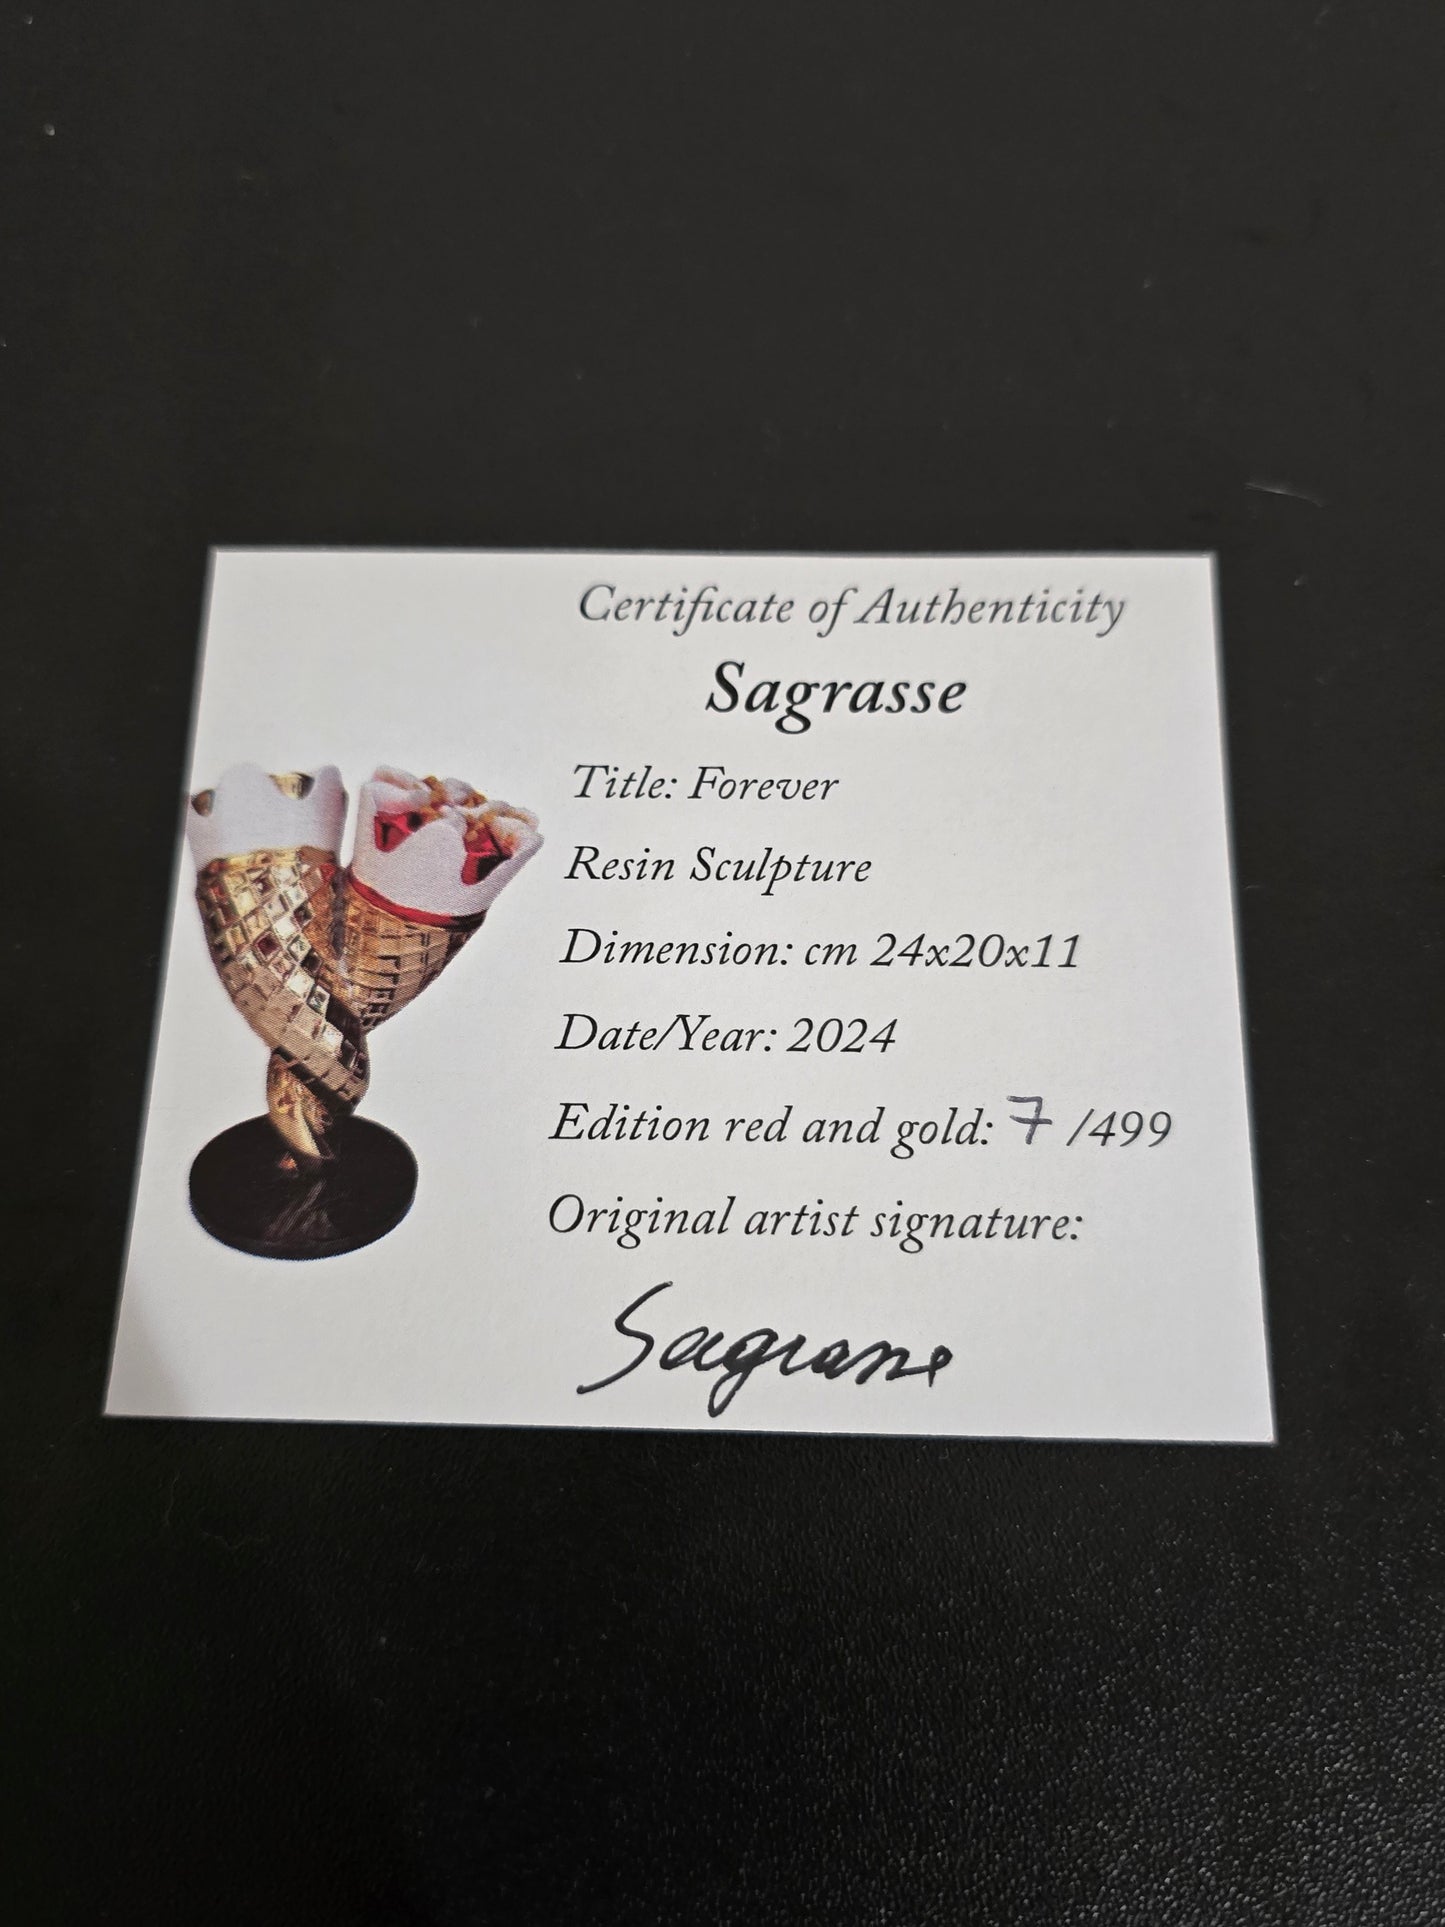 Certificate of Authenticity
Sagrasse
Title: Forever
Resin Sculpture
Dimension: cm 24x20x11
Date/Year: 2024
Edition red and gold: 7 /499
Original artist signature:
Sagrasse